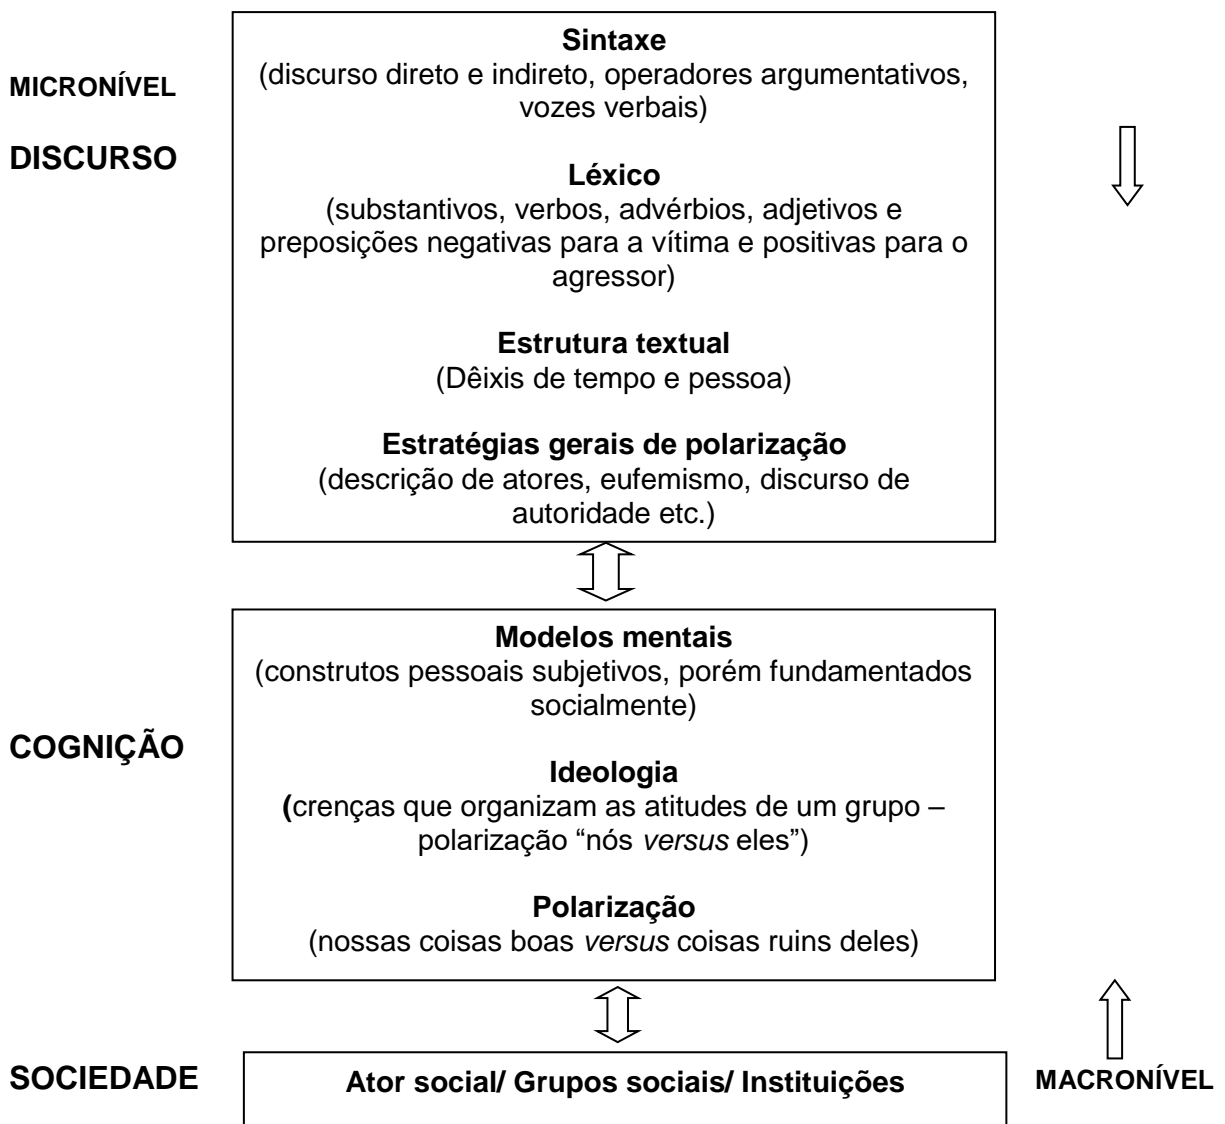 Sintaxe
MICRONÍVEL
(discurso direto e indireto, operadores argumentativos,
vozes verbais)
DISCURSO
Léxico
(substantivos, verbos, advérbios, adjetivos e
preposições negativas para a vítima e positivas para o
agressor)
Estrutura textual
(Dêixis de tempo e pessoa)
Estratégias gerais de polarização
(descrição de atores, eufemismo, discurso de
autoridade etc.)
Modelos mentais
(construtos pessoais subjetivos, porém fundamentados
socialmente)
COGNIÇÃO
Ideologia
(crenças que organizam as atitudes de um grupo –
polarização “nós versus eles”)
Polarização
(nossas coisas boas versus coisas ruins deles)
SOCIEDADE
Ator social/ Grupos sociais/ Instituições
MACRONÍVEL